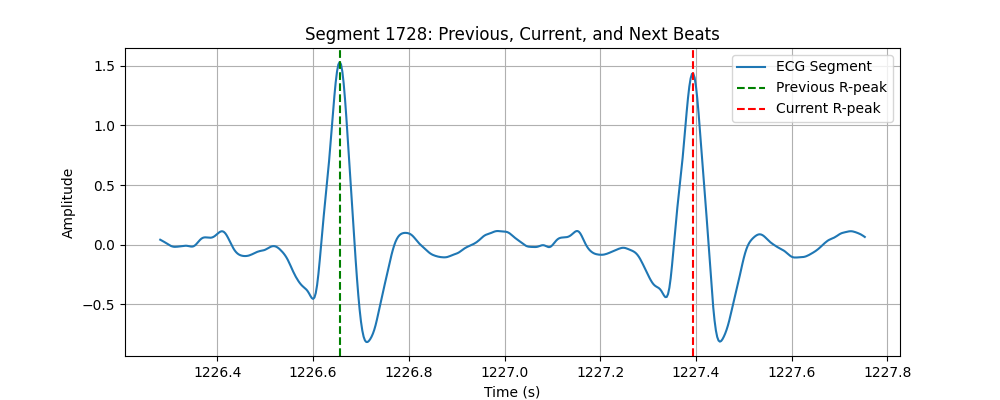 Segment 1728: Previous, Current, and Next Beats
ECG Segment
Previous R-peak
Current R-peak
1.5
1.0
0.5
0.0
−0.5
Amplitude
1226.4 1226.6 1226.8 1227.0 1227.2 1227.4 1227.6 1227.8
Time (s)